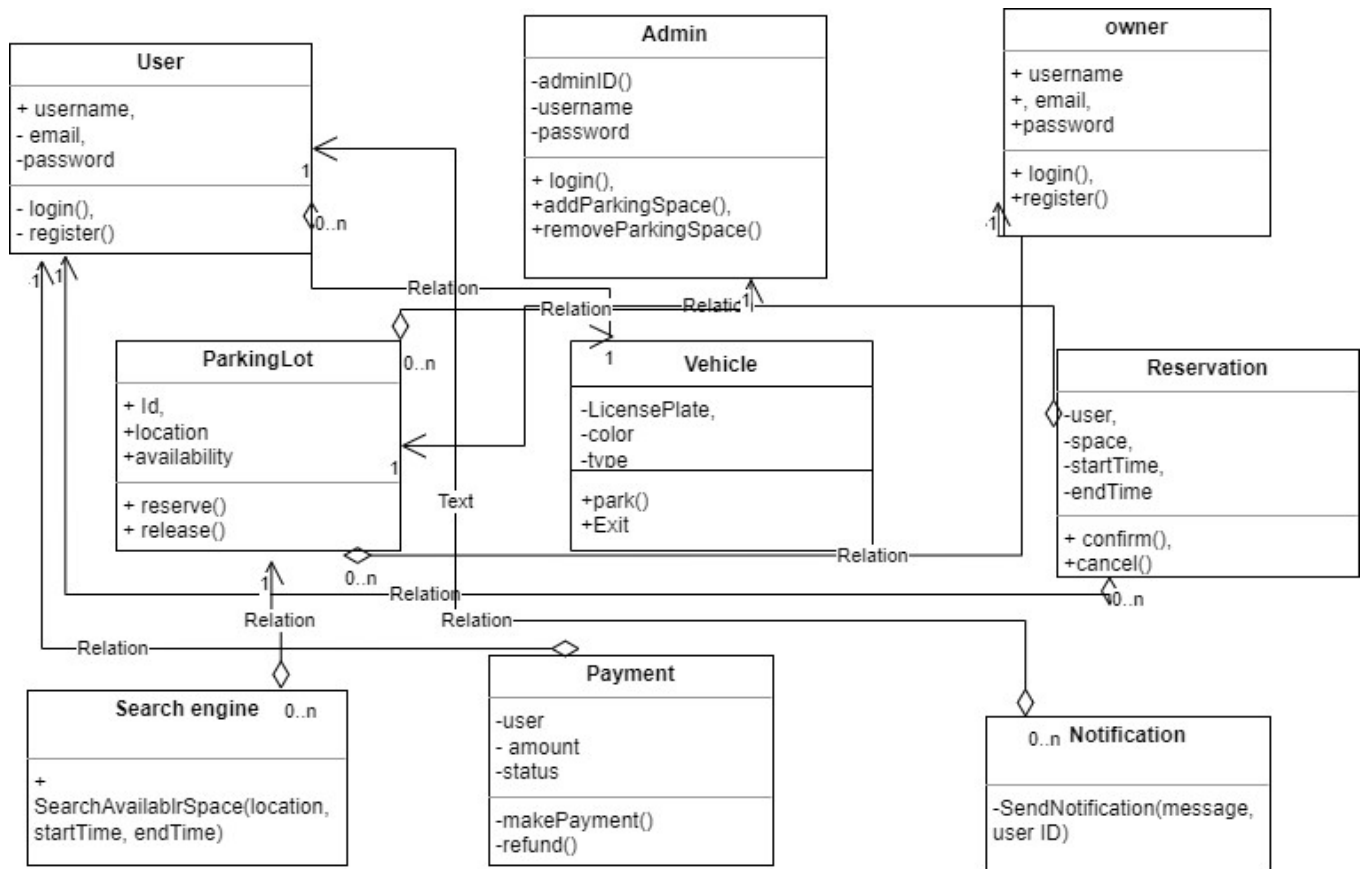 User
+ username,
- email,
-password
- login(),
- register()
1
0..n
1
1
Admin
-adminID()
-username
-password
+ login(),
+addParkingSpace(),
+removeParkingSpace()
1
owner
+ username
+, email,
+password
+ login(),
+register()
1
Relation
Relation
Relatic
ParkingLot
+ Id,
+location
+availability
+ reserve()
+ release()
0..n
1
0..n
1
Vehicle
-LicensePlate,
-color
-type
+park()
+Exit
1
Reservation
-user,
-space,
-startTime,
-endTime
+ confirm(),
+cancel()
0..n
Text
Relation
Relation
Relation
Relation
Relation
Search engine
0..n
+
SearchAvailablrSpace(location,
startTime, endTime)
Payment
-user
- amount
-status
-makePayment()
-refund()
0..n Notification
-SendNotification(message,
user ID)